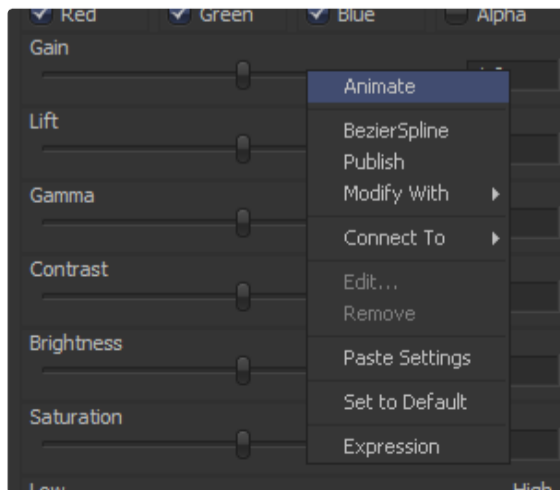 Red Green Blue Alpha
Gain
Animate
Lift
BezierSpline
Publish
Gamma
Modify With
Connect To
Contrast
Edit...
Remove
Brightness
Paste Settings
Set to Default
Saturation
Expression
Low High